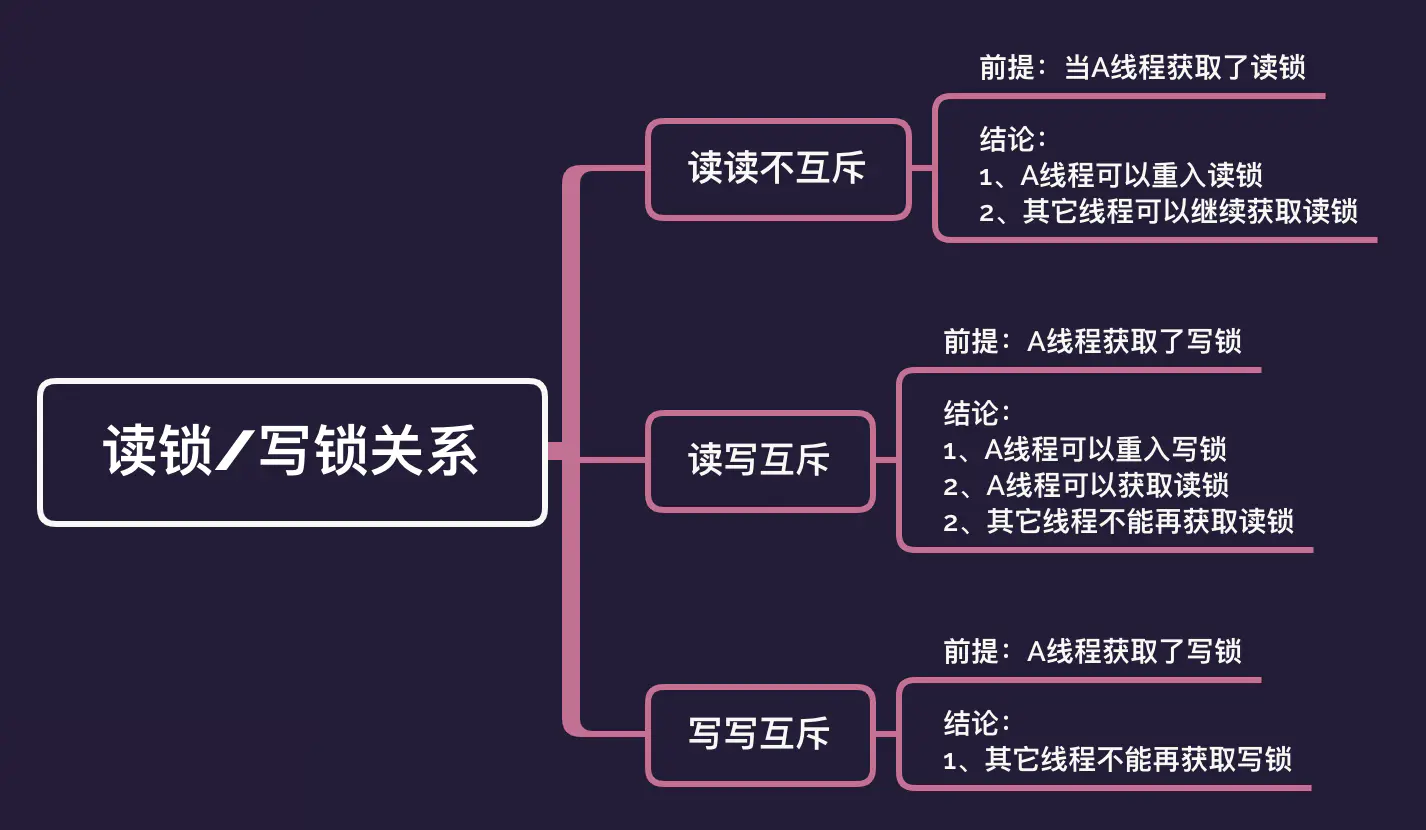 读锁/写锁关系
读读不互斥
前提：当A线程获取了读锁
结论：
1、A线程可以重入读锁
2、其它线程可以继续获取读锁
读写互斥
前提：A线程获取了写锁
结论：
1、A线程可以重入写锁
2、A线程可以获取读锁
2、其它线程不能再获取读锁
写写互斥
前提：A线程获取了写锁
结论：
1、其它线程不能再获取写锁